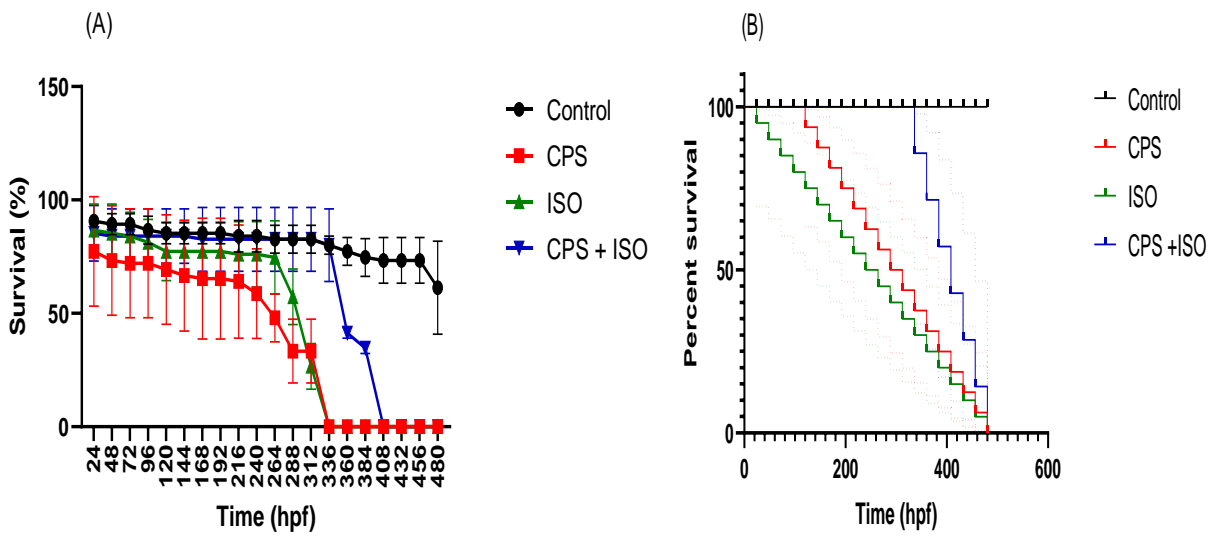 (A)
Survival (%)
150
100
50
0
24
48
72
96
120
144
168
192
216
240
264
288
312
336
360
384
408
432
456
480
Time (hpf)
Control
CPS
ISO
CPS + ISO
(B)
Percent survival
100
50
0
0
200
400
600
Time (hpf)
Control
CPS
ISO
CPS +ISO